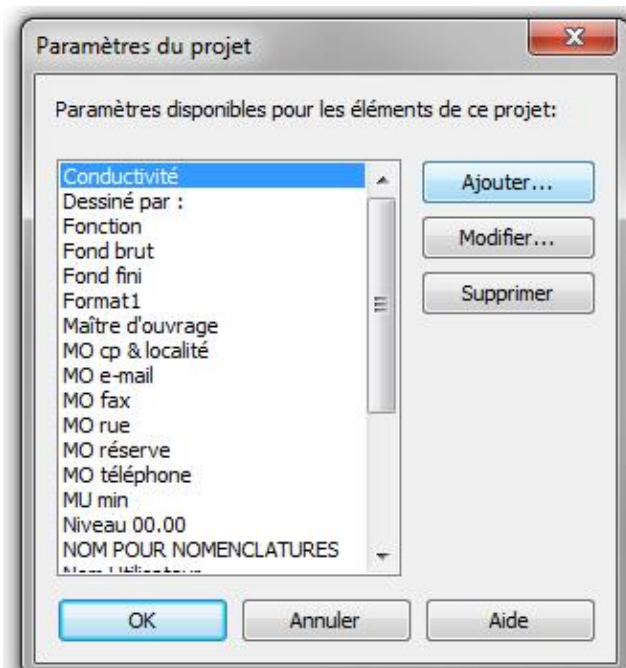 Paramètres du projet
Paramètres disponibles pour les éléments de ce projet:
Conductivité
Dessiné par :
Fonction
Fond brut
Fond fini
Format1
Maître d'ouvrage
MO cp & localité
MO e-mail
MO fax
MO rue
MO réserve
MO téléphone
MU min
Niveau 00.00
NOM POUR NOMENCLATURES
Ajouter...
Modifier...
Supprimer
OK
Annuler
Aide